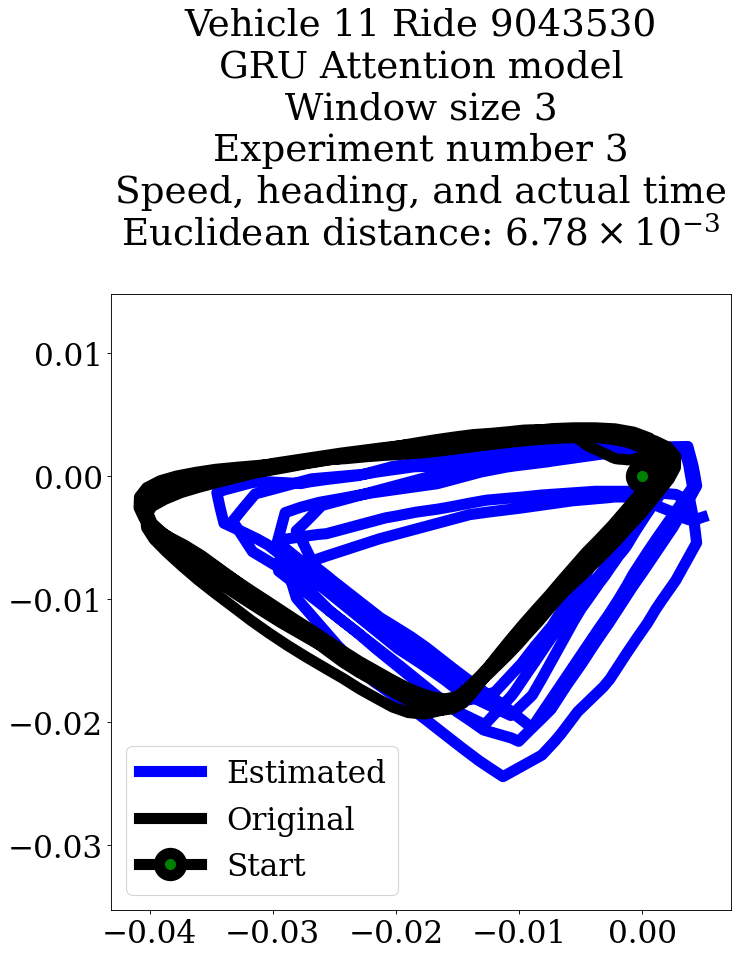 Vehicle 11 Ride 9043530
GRU Attention model
Window size 3
Experiment number 3
Speed, heading, and actual time
Euclidean distance: 6.78 × 10⁻³
0.01
0.00
−0.01
−0.02
−0.03
Estimated
Original
Start
−0.04 −0.03 −0.02 −0.01 0.00